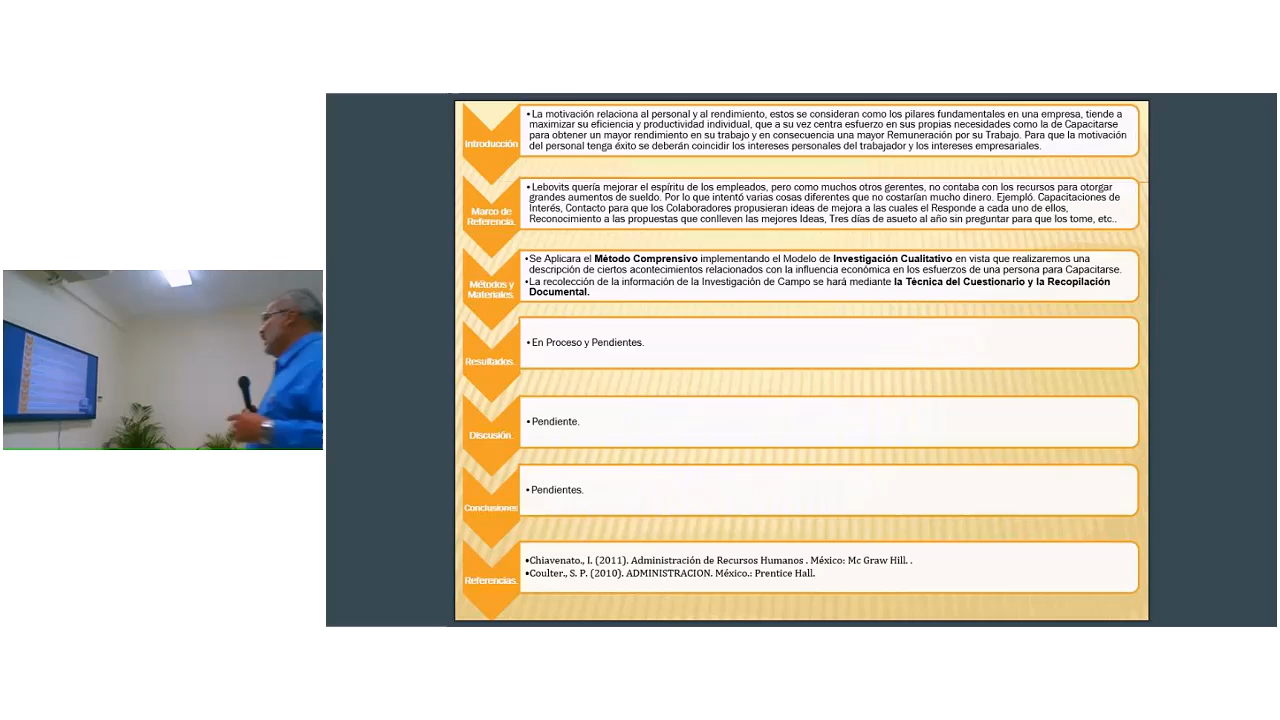 Introducción
•La motivación relaciona al personal y al rendimiento, estos se consideran como los pilares fundamentales en una empresa, tiende a
maximizar su eficiencia y productividad individual, que a su vez centra esfuerzo en sus propias necesidades como la de Capacitarse
para obtener un mayor rendimiento en su trabajo y en consecuencia una mayor Remuneración por su Trabajo. Para que la motivación
del personal tenga éxito se deberán coincidir los intereses personales del trabajador y los intereses empresariales.
Marco de
Referencia.
•Lebovits quería mejorar el espíritu de los empleados, pero como muchos otros gerentes, no contaba con los recursos para otorgar
grandes aumentos de sueldo. Por lo que intentó varias cosas diferentes que no costarían mucho dinero. Ejempló. Capacitaciones de
Interés, Contacto para que los Colaboradores propusieran ideas de mejora a las cuales el Responde a cada uno de ellos,
Reconocimiento a las propuestas que conlleven las mejores Ideas, Tres días de asueto al año sin preguntar para que los tome, etc..
Métodos y
Materiales.
•Se Aplicara el Método Comprensivo implementando el Modelo de Investigación Cualitativo en vista que realizaremos una
descripción de ciertos acontecimientos relacionados con la influencia económica en los esfuerzos de una persona para Capacitarse.
•La recolección de la información de la Investigación de Campo se hará mediante la Técnica del Cuestionario y la Recopilación
Documental.
Resultados.
•En Proceso y Pendientes.
Discusión.
•Pendiente.
Conclusiones
•Pendientes.
Referencias.
•Chiavenato., I. (2011). Administración de Recursos Humanos . México: Mc Graw Hill. .
•Coulter., S. P. (2010). ADMINISTRACION. México.: Prentice Hall.